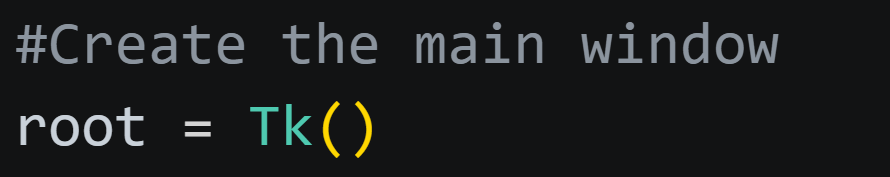 #Create the main window
root = Tk()